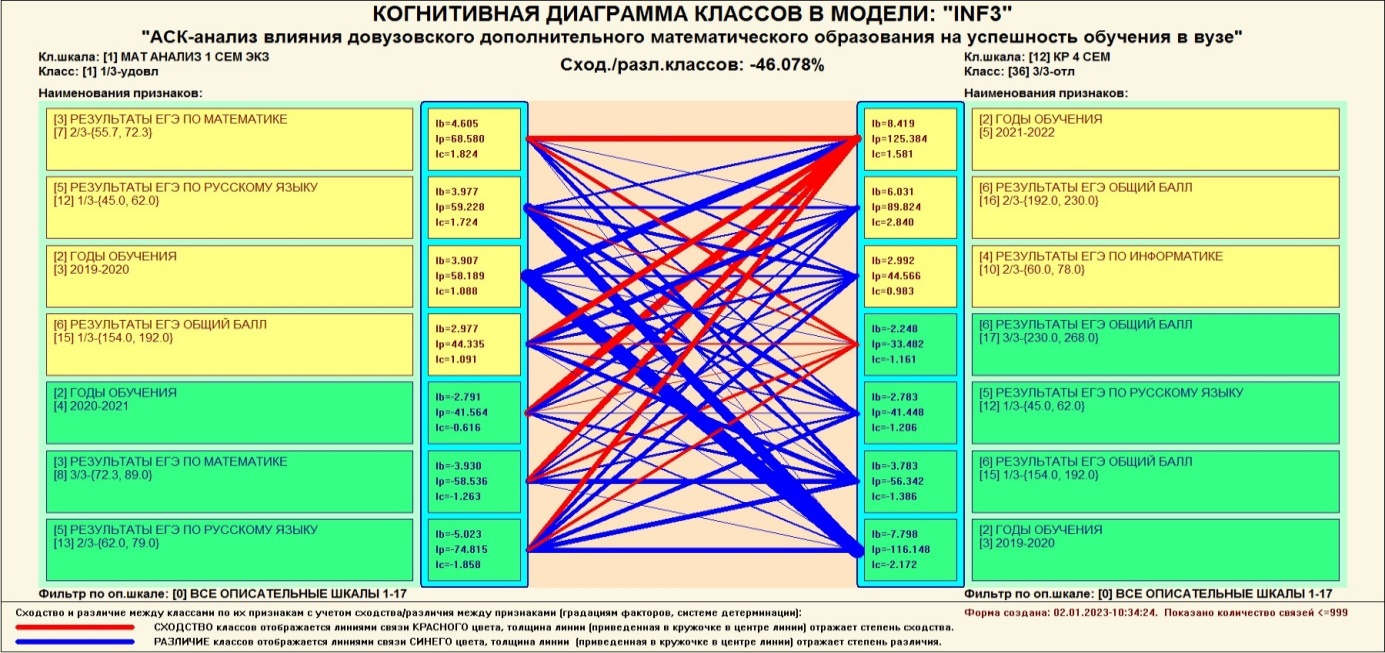 КОГНИТИВНАЯ ДИАГРАММА КЛАССОВ В МОДЕЛИ: "INF3"
"АСК-анализ влияния довузовского дополнительного математического образования на успешность обучения в вузе"
Кл.шкала: [1] МАТ АНАЛИЗ 1 СЕМ ЭКЗ
Класс: [1] 1/3-удовл
Сход./разл.классов: -46.078%
Кл.шкала: [12] КР 4 СЕМ
Класс: [36] 3/3-отл
Наименования признаков:
Наименования признаков:
[3] РЕЗУЛЬТАТЫ ЕГЭ ПО МАТЕМАТИКЕ
[7] 2/3-{55.7, 72.3}
Ib=4.605
Ip=68.580
Ic=1.824
Ib=8.419
Ip=125.384
Ic=1.581
[2] ГОДЫ ОБУЧЕНИЯ
[5] 2021-2022
[5] РЕЗУЛЬТАТЫ ЕГЭ ПО РУССКОМУ ЯЗЫКУ
[12] 1/3-{45.0, 62.0}
Ib=3.977
Ip=59.228
Ic=1.724
Ib=6.031
Ip=89.824
Ic=2.840
[6] РЕЗУЛЬТАТЫ ЕГЭ ОБЩИЙ БАЛЛ
[16] 2/3-{192.0, 230.0}
[2] ГОДЫ ОБУЧЕНИЯ
[3] 2019-2020
Ib=3.907
Ip=58.189
Ic=1.088
Ib=2.992
Ip=44.566
Ic=0.983
[4] РЕЗУЛЬТАТЫ ЕГЭ ПО ИНФОРМАТИКЕ
[10] 2/3-{60.0, 78.0}
[6] РЕЗУЛЬТАТЫ ЕГЭ ОБЩИЙ БАЛЛ
[15] 1/3-{154.0, 192.0}
Ib=2.977
Ip=44.335
Ic=1.091
Ib=-2.248
Ip=-33.482
Ic=-1.161
[6] РЕЗУЛЬТАТЫ ЕГЭ ОБЩИЙ БАЛЛ
[17] 3/3-{230.0, 268.0}
[2] ГОДЫ ОБУЧЕНИЯ
[4] 2020-2021
Ib=-2.791
Ip=-41.564
Ic=-0.616
Ib=-2.783
Ip=-41.448
Ic=-1.206
[5] РЕЗУЛЬТАТЫ ЕГЭ ПО РУССКОМУ ЯЗЫКУ
[12] 1/3-{45.0, 62.0}
[3] РЕЗУЛЬТАТЫ ЕГЭ ПО МАТЕМАТИКЕ
[8] 3/3-{72.3, 89.0}
Ib=-3.930
Ip=-58.536
Ic=-1.263
Ib=-3.783
Ip=-56.342
Ic=-1.386
[6] РЕЗУЛЬТАТЫ ЕГЭ ОБЩИЙ БАЛЛ
[15] 1/3-{154.0, 192.0}
[5] РЕЗУЛЬТАТЫ ЕГЭ ПО РУССКОМУ ЯЗЫКУ
[13] 2/3-{62.0, 79.0}
Ib=-5.023
Ip=-74.815
Ic=-1.858
Ib=-7.798
Ip=-116.148
Ic=-2.172
[2] ГОДЫ ОБУЧЕНИЯ
[3] 2019-2020
Фильтр по оп.шкале: [0] ВСЕ ОПИСАТЕЛЬНЫЕ ШКАЛЫ 1-17
Фильтр по оп.шкале: [0] ВСЕ ОПИСАТЕЛЬНЫЕ ШКАЛЫ 1-17
Сходство и различие между классами по их признакам с учетом сходства/различия между признаками (градациям факторов, системе детерминации):
Форма создана: 02.01.2023-10:34:24. Показано количество связей <=999
СХОДСТВО классов отображается линиями связи КРАСНОГО цвета, толщина линии (приведенная в кружочке в центре линии) отражает степень сходства.
РАЗЛИЧИЕ классов отображается линиями связи СИНЕГО цвета, толщина линии (приведенная в кружочке в центре линии) отражает степень различия.